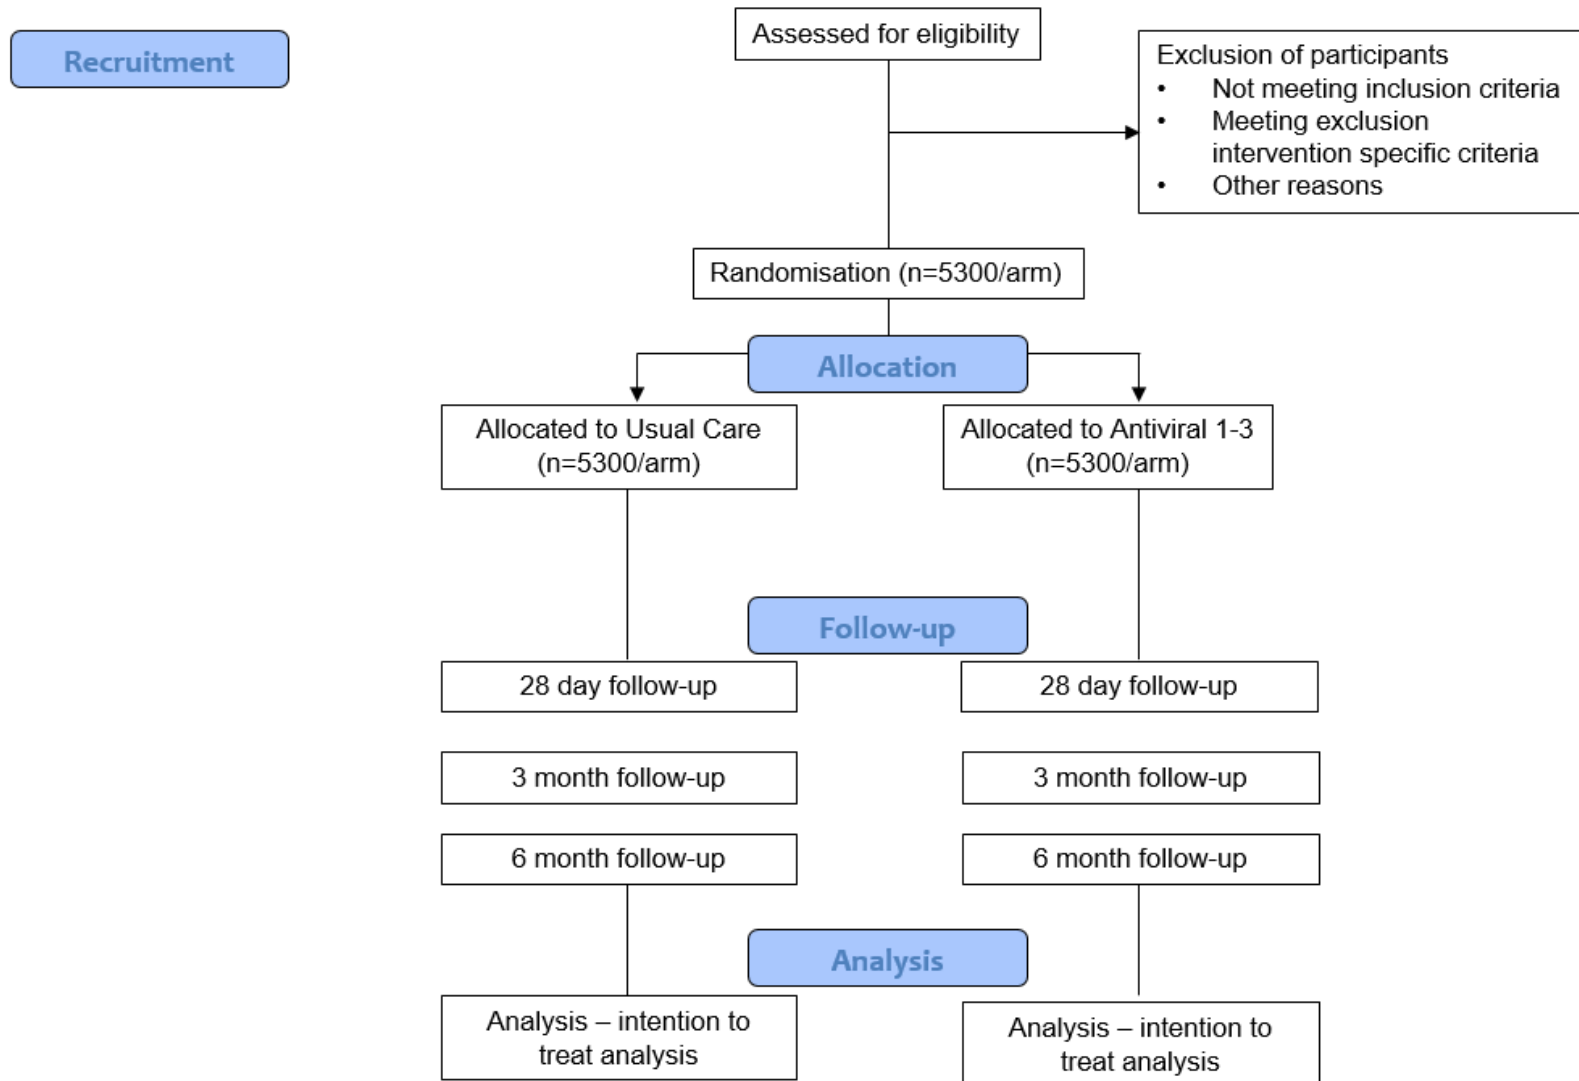 Assessed for eligibility
Recruitment
Exclusion of participants
• Not meeting inclusion criteria
• Meeting exclusion
intervention specific criteria
• Other reasons
Randomisation (n=5300/arm)
Allocation
Allocated to Usual Care
(n=5300/arm)
Allocated to Antiviral 1-3
(n=5300/arm)
Follow-up
28 day follow-up
28 day follow-up
3 month follow-up
3 month follow-up
6 month follow-up
6 month follow-up
Analysis
Analysis – intention to
treat analysis
Analysis – intention to
treat analysis